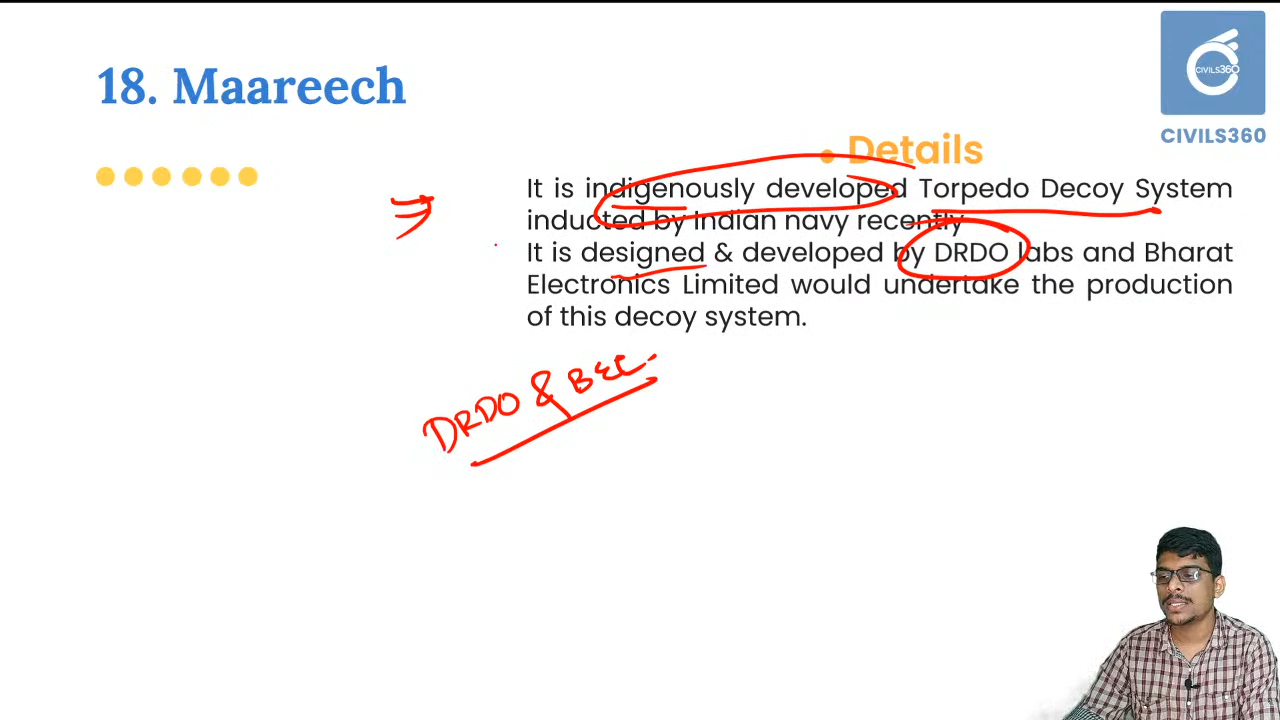 18. Maareech
CIVILS360
CIVILS360
• Details
It is indigenously developed Torpedo Decoy System
inducted by Indian navy recently
It is designed & developed by DRDO labs and Bharat
Electronics Limited would undertake the production
of this decoy system.
DRDO & BEL